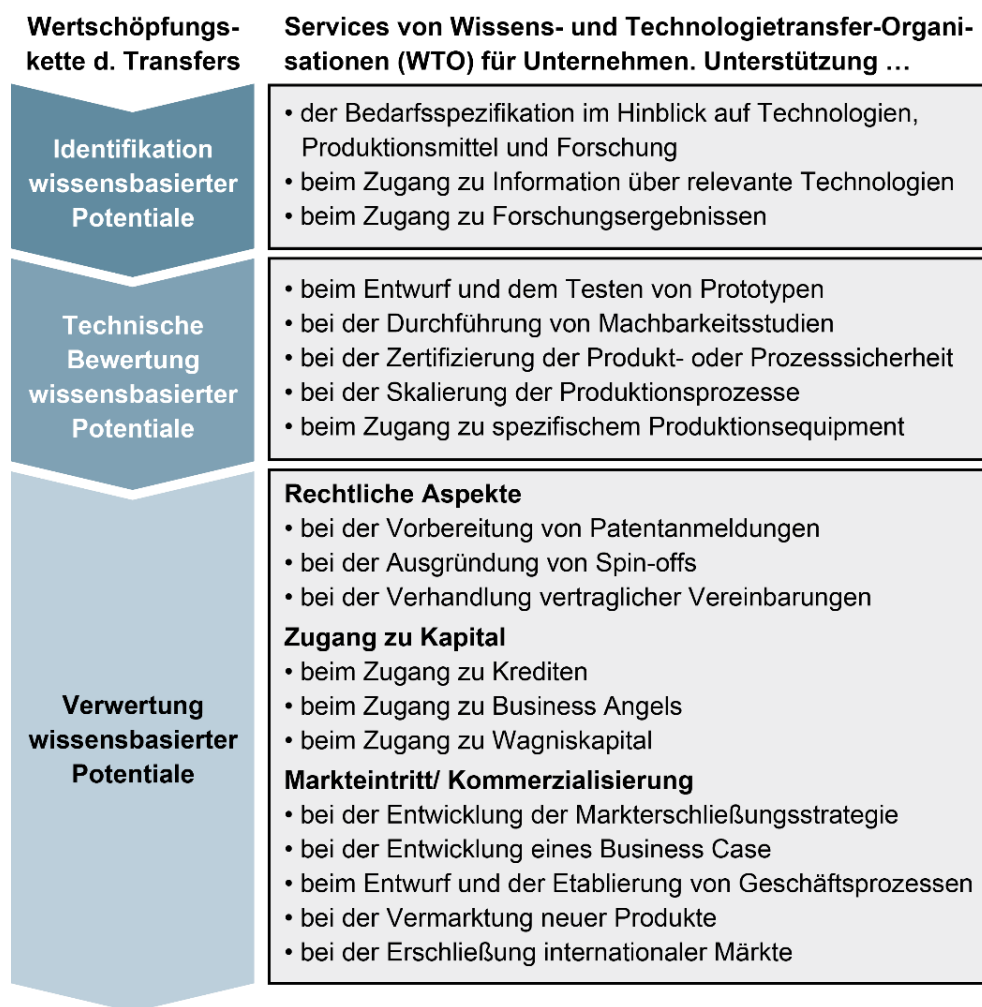 Wertschöpfungs-
kette d. Transfers
Services von Wissens- und Technologietransfer-Organi-
sationen (WTO) für Unternehmen. Unterstützung ...
Identifikation
wissensbasierter
Potentiale
• der Bedarfsspezifikation im Hinblick auf Technologien,
Produktionsmittel und Forschung
• beim Zugang zu Information über relevante Technologien
• beim Zugang zu Forschungsergebnissen
Technische
Bewertung
wissensbasierter
Potentiale
• beim Entwurf und dem Testen von Prototypen
• bei der Durchführung von Machbarkeitsstudien
• bei der Zertifizierung der Produkt- oder Prozesssicherheit
• bei der Skalierung der Produktionsprozesse
• beim Zugang zu spezifischem Produktionsequipment
Verwertung
wissensbasierter
Potentiale
Rechtliche Aspekte
• bei der Vorbereitung von Patentanmeldungen
• bei der Ausgründung von Spin-offs
• bei der Verhandlung vertraglicher Vereinbarungen
Zugang zu Kapital
• beim Zugang zu Krediten
• beim Zugang zu Business Angels
• beim Zugang zu Wagniskapital
Markteintritt/ Kommerzialisierung
• bei der Entwicklung der Markterschließungsstrategie
• bei der Entwicklung eines Business Case
• beim Entwurf und der Etablierung von Geschäftsprozessen
• bei der Vermarktung neuer Produkte
• bei der Erschließung internationaler Märkte